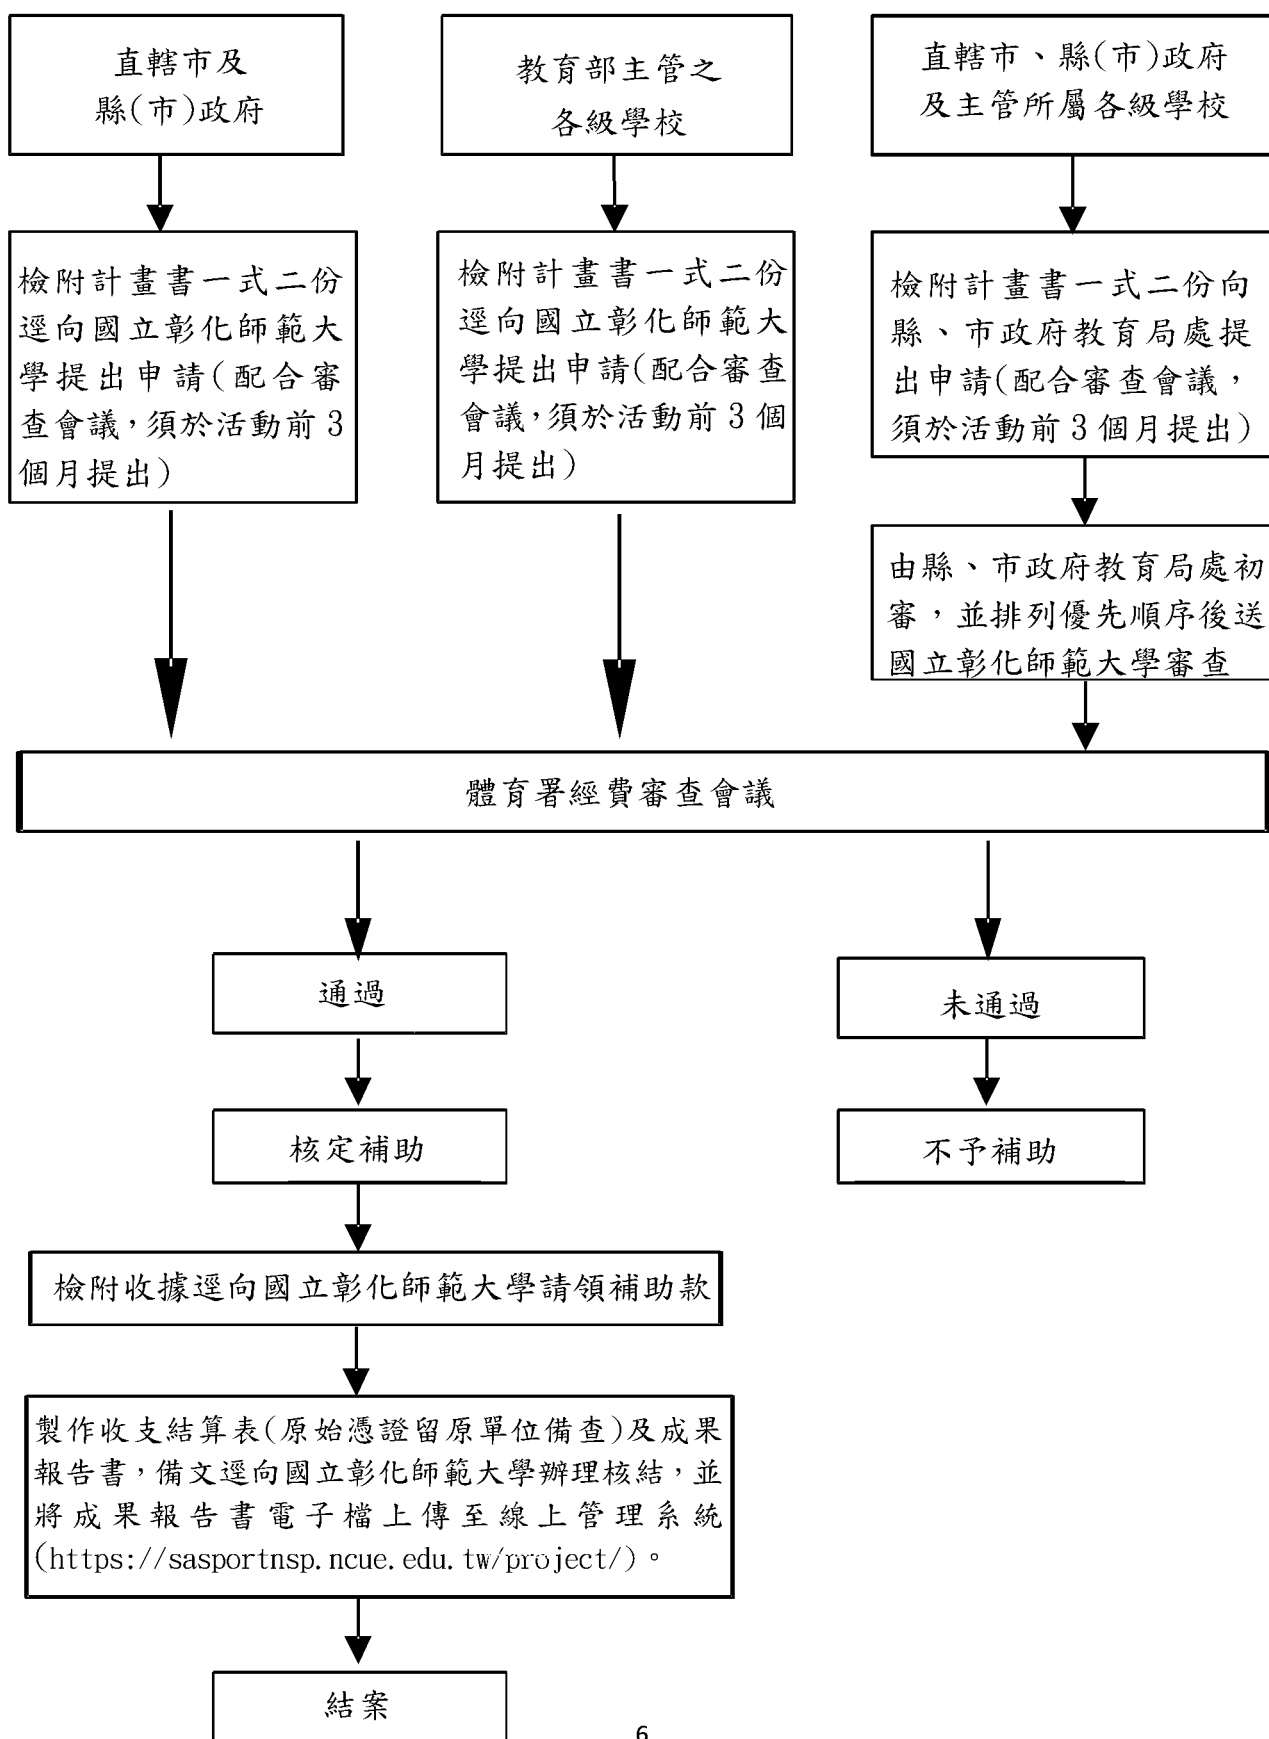 直轄市及
縣(市)政府
教育部主管之
各級學校
直轄市、縣(市)政府
及主管所屬各級學校
檢附計畫書一式二份
逕向國立彰化師範大
學提出申請(配合審
查會議，須於活動前3
個月提出)
檢附計畫書一式二份
逕向國立彰化師範大
學提出申請(配合審查
會議，須於活動前3個
月提出)
檢附計畫書一式二份向
縣、市政府教育局處提
出申請(配合審查會議，
須於活動前3個月提出)
由縣、市政府教育局處初
審，並排列優先順序後送
國立彰化師範大學審查
體育署經費審查會議
通過
未通過
核定補助
不予補助
檢附收據逕向國立彰化師範大學請領補助款
製作收支結算表(原始憑證留原單位備查)及成果
報告書，備文逕向國立彰化師範大學辦理核結，並
將成果報告書電子檔上傳至線上管理系統
(https://sasportnsp.ncue.edu.tw/project/)。
結案
6